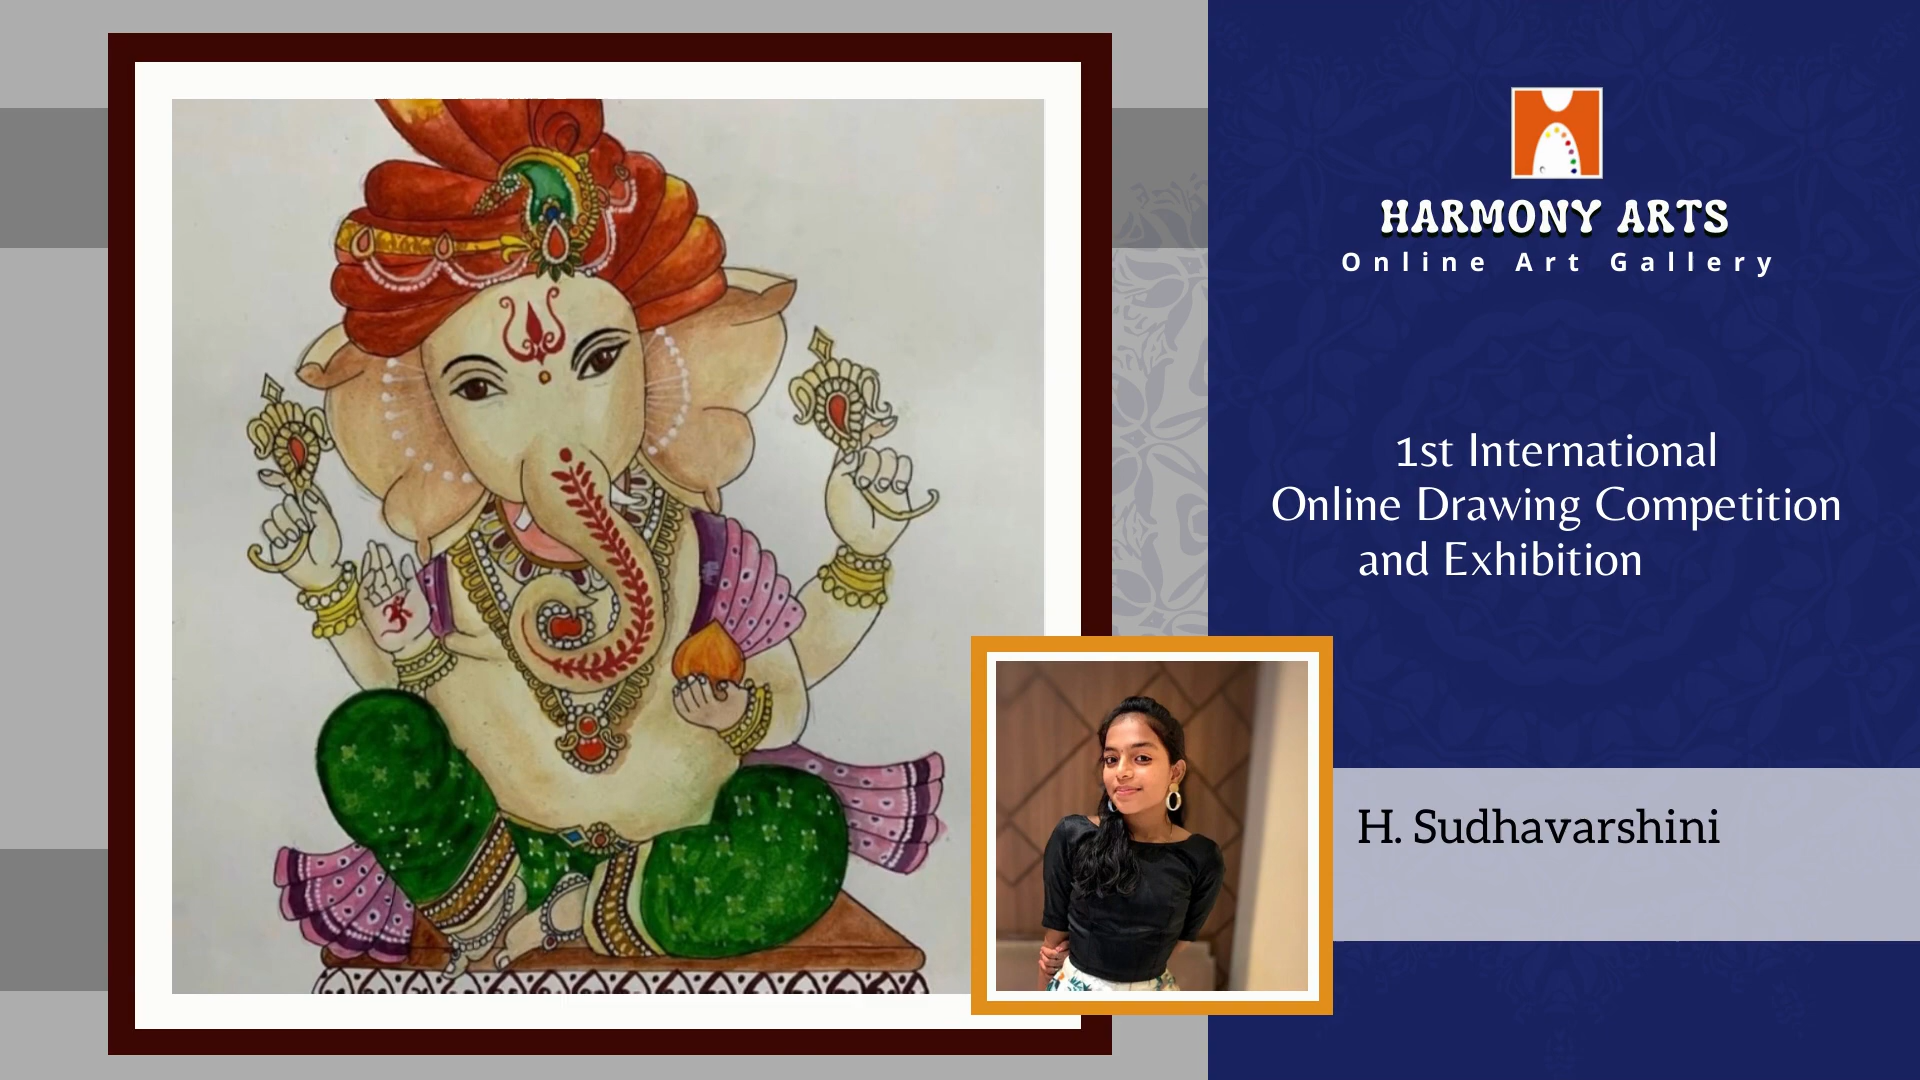 HARMONY ARTS
Online Art Gallery
1st International
Online Drawing Competition
and Exhibition
H. Sudhavarshini
ॐ